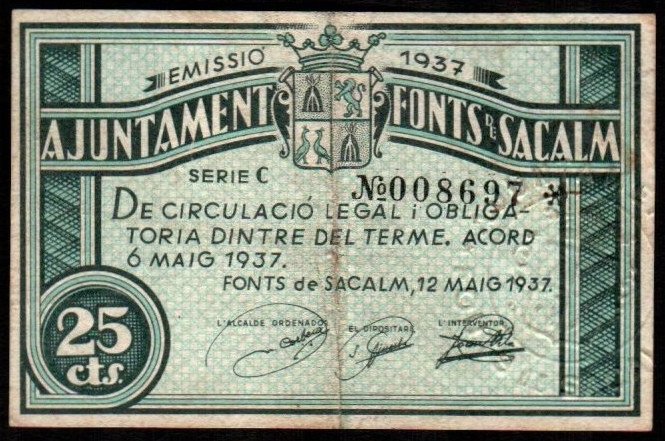 EMISSIÓ 1937
AJUNTAMENT FONTS DE SACALM
SERIE C
№008697 *
DE CIRCULACIÓ LEGAL i OBLIGA-
TORIA DINTRE DEL TERME. ACORD
6 MAIG 1937.
FONTS de SACALM, 12 MAIG 1937.
L'ALCALDE ORDENADOR EL DIPOSITARI L'INTERVENTOR
25
cts.